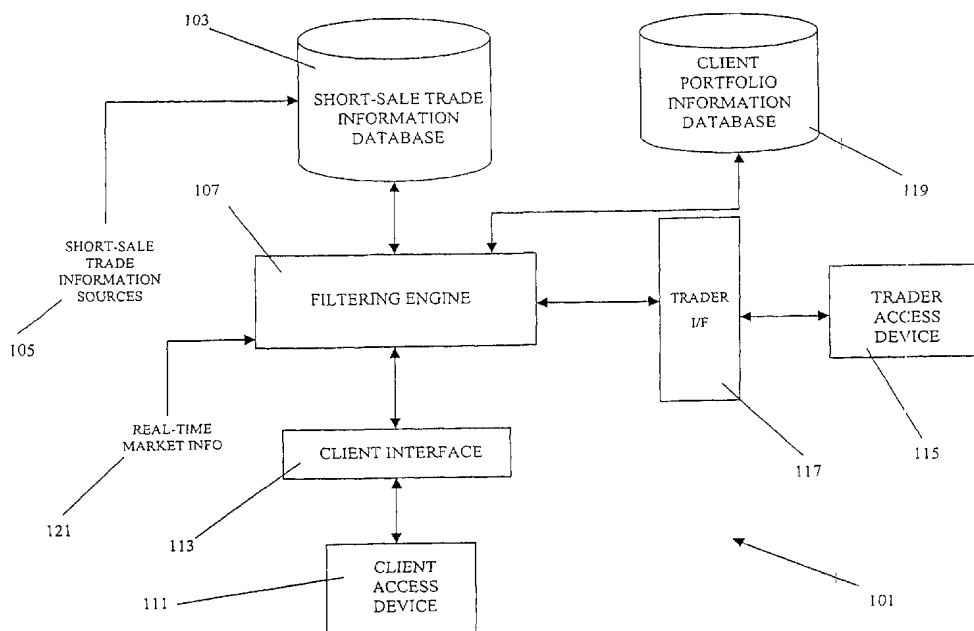 103
SHORT-SALE TRADE
INFORMATION
DATABASE
CLIENT
PORTFOLIO
INFORMATION
DATABASE
119
107
SHORT-SALE
TRADE
INFORMATION
SOURCES
105
FILTERING ENGINE
TRADER
I/F
TRADER
ACCESS
DEVICE
115
117
REAL-TIME
MARKET INFO
121
CLIENT INTERFACE
113
CLIENT
ACCESS
DEVICE
111
101